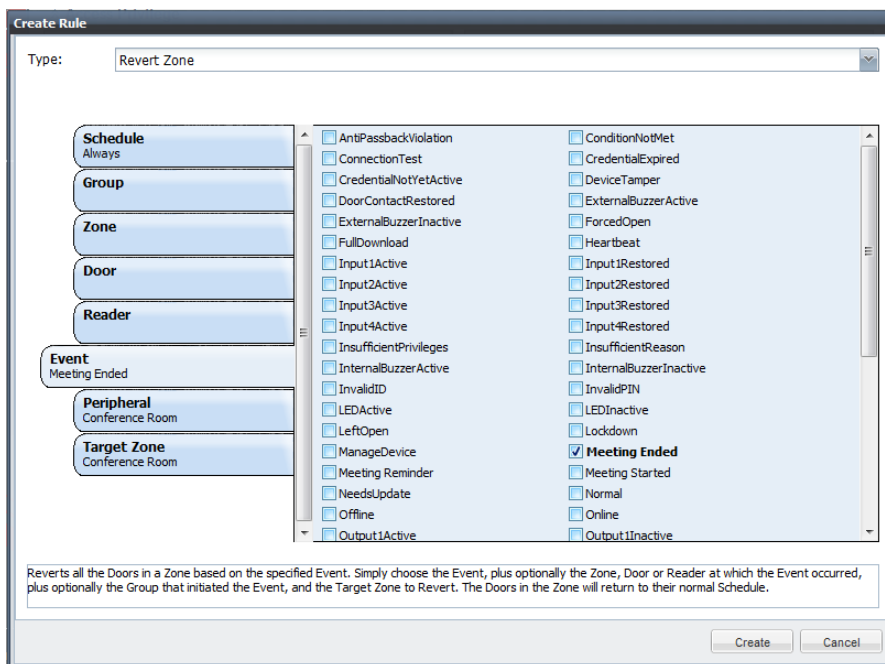 Create Rule
Type: Revert Zone
Schedule
Always
Group
Zone
Door
Reader
Event
Meeting Ended
Peripheral
Conference Room
Target Zone
Conference Room
AntiPassbackViolation ConditionNotMet
ConnectionTest CredentialExpired
CredentialNotYetActive DeviceTamper
DoorContactRestored ExternalBuzzerActive
ExternalBuzzerInactive ForcedOpen
FullDownload Heartbeat
Input1Active Input1Restored
Input2Active Input2Restored
Input3Active Input3Restored
Input4Active Input4Restored
InsufficientPrivileges InsufficientReason
InternalBuzzerActive InternalBuzzerInactive
InvalidID InvalidPIN
LEDActive LEDInactive
LeftOpen Lockdown
ManageDevice Meeting Ended
Meeting Reminder Meeting Started
NeedsUpdate Normal
Offline Online
Output1Active Output1Inactive
Reverts all the Doors in a Zone based on the specified Event. Simply choose the Event, plus optionally the Zone, Door or Reader at which the Event occurred,
plus optionally the Group that initiated the Event, and the Target Zone to Revert. The Doors in the Zone will return to their normal Schedule.
Create Cancel